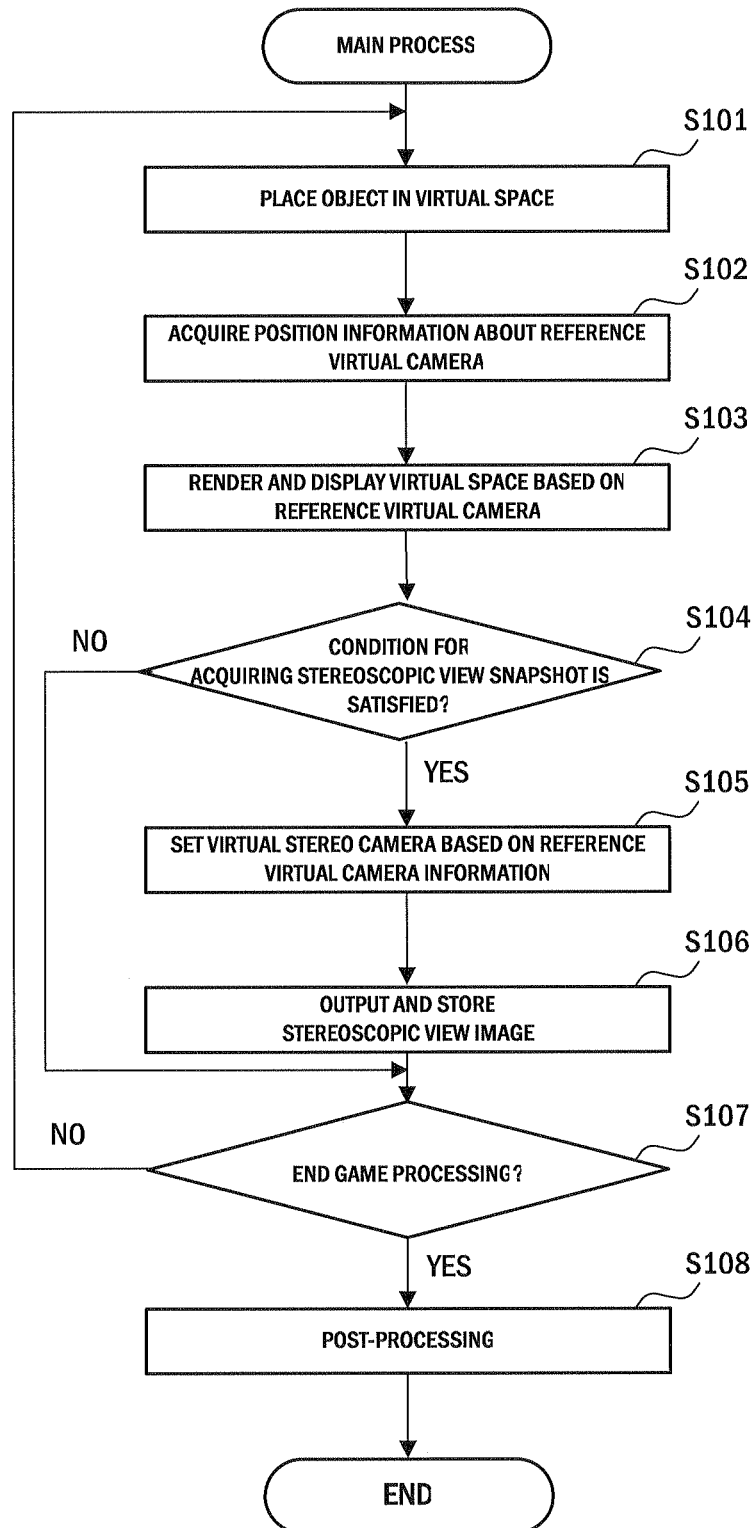 MAIN PROCESS
S101
PLACE OBJECT IN VIRTUAL SPACE
S102
ACQUIRE POSITION INFORMATION ABOUT REFERENCE
VIRTUAL CAMERA
S103
RENDER AND DISPLAY VIRTUAL SPACE BASED ON
REFERENCE VIRTUAL CAMERA
S104
NO
CONDITION FOR
ACQUIRING STEREOSCOPIC VIEW SNAPSHOT IS
SATISFIED?
YES
S105
SET VIRTUAL STEREO CAMERA BASED ON REFERENCE
VIRTUAL CAMERA INFORMATION
S106
OUTPUT AND STORE
STEREOSCOPIC VIEW IMAGE
S107
NO
END GAME PROCESSING?
YES
S108
POST-PROCESSING
END